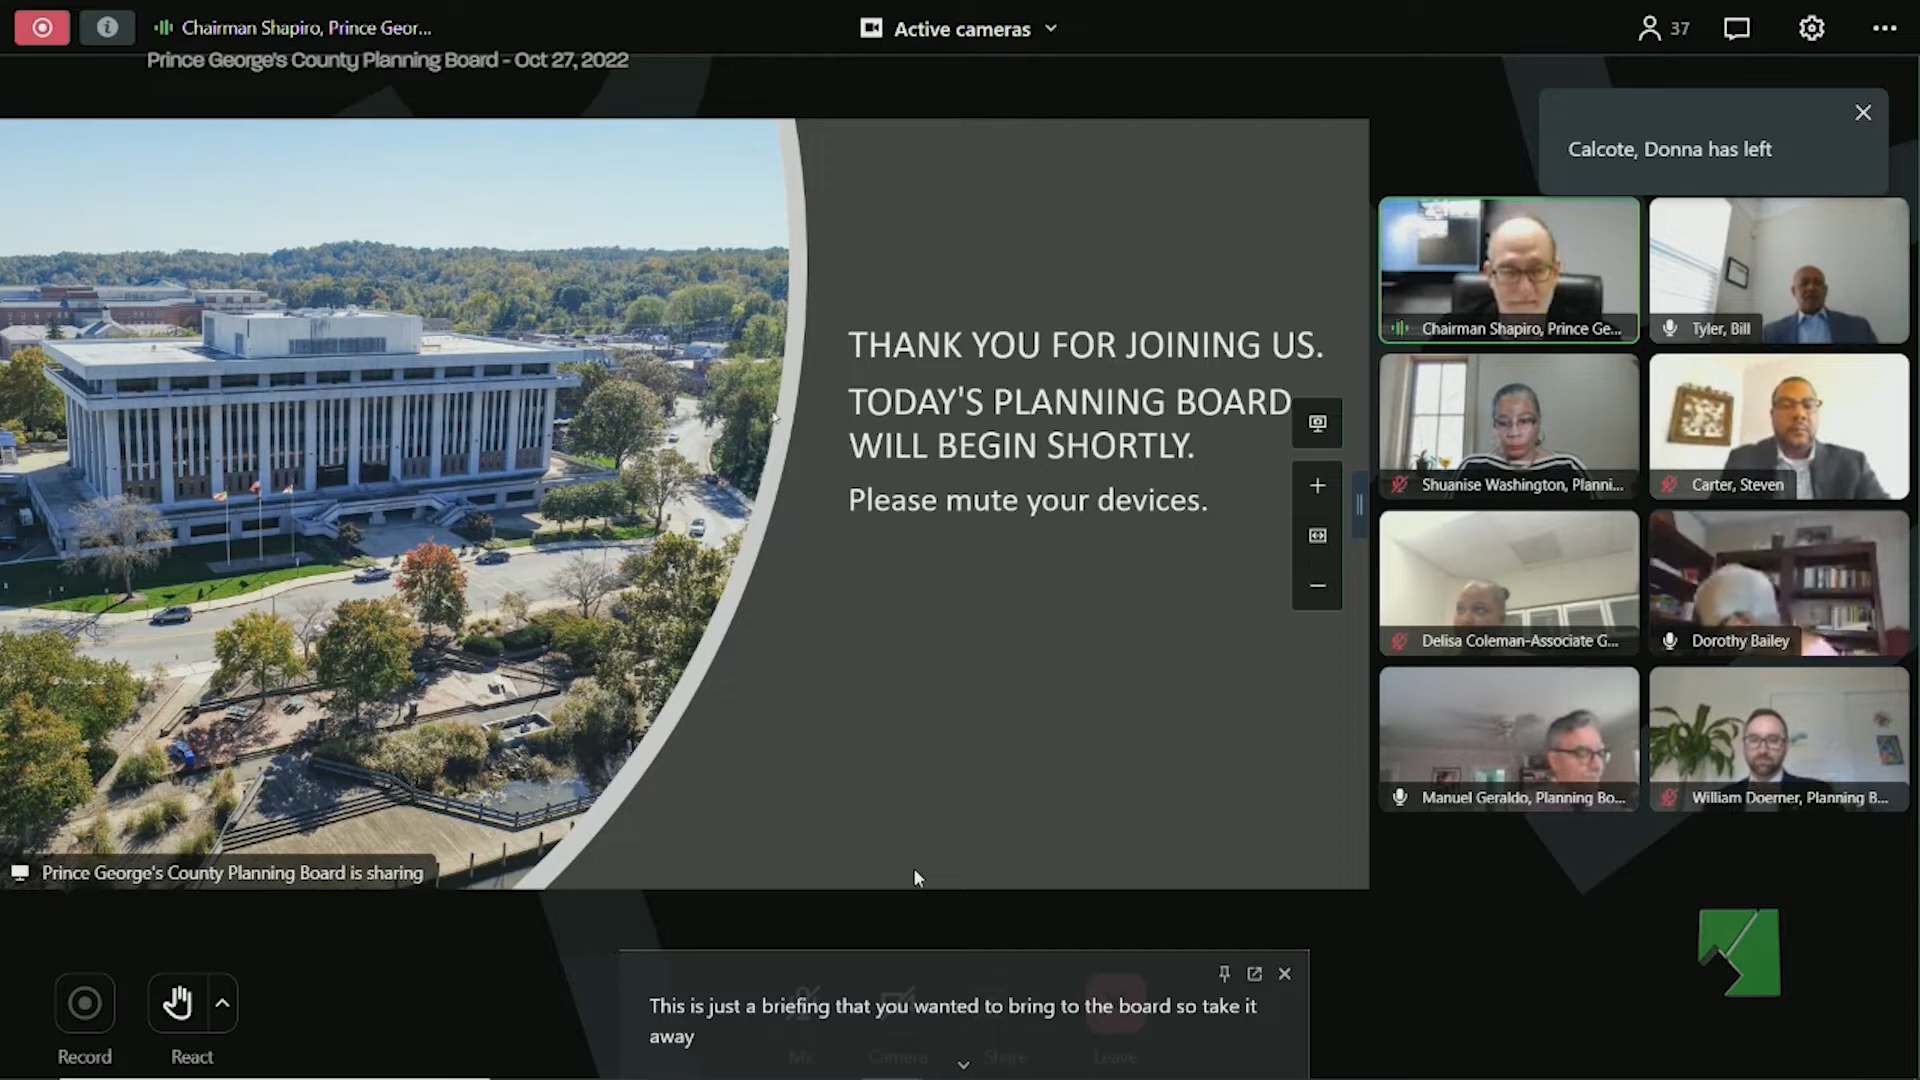 Chairman Shapiro, Prince Geor...
Active cameras
37
Prince George's County Planning Board - Oct 27, 2022
Calcote, Donna has left
THANK YOU FOR JOINING US.
TODAY'S PLANNING BOARD
WILL BEGIN SHORTLY.
Please mute your devices.
Chairman Shapiro, Prince Ge...
Tyler, Bill
Shuanise Washington, Planni...
Carter, Steven
Delisa Coleman-Associate G...
Dorothy Bailey
Manuel Geraldo, Planning Bo...
William Doerner, Planning B...
Prince George's County Planning Board is sharing
This is just a briefing that you wanted to bring to the board so take it
away
Record
React
Mic
Camera
Share
Leave